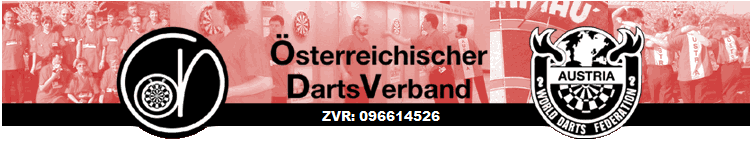 Österreichischer
DartsVerband
ZVR: 096614526
AUSTRIA
WORLD DARTS FEDERATION